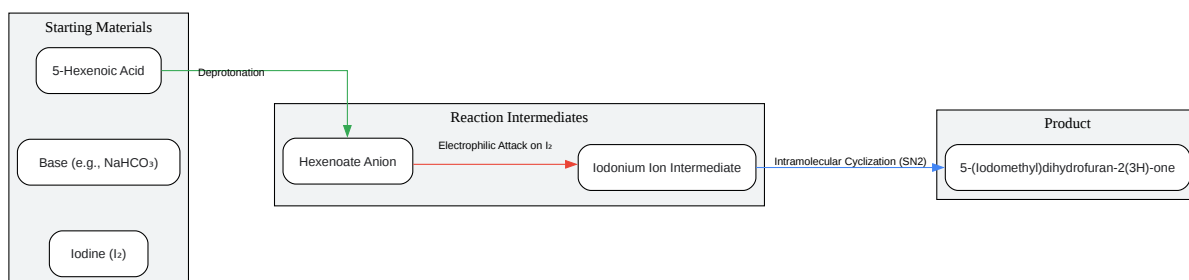 Starting Materials
5-Hexenoic Acid
Base (e.g., NaHCO₃)
Iodine (I₂)
Deprotonation
Reaction Intermediates
Hexenoate Anion
Electrophilic Attack on I₂
Iodonium Ion Intermediate
Intramolecular Cyclization (SN2)
Product
5-(Iodomethyl)dihydrofuran-2(3H)-one